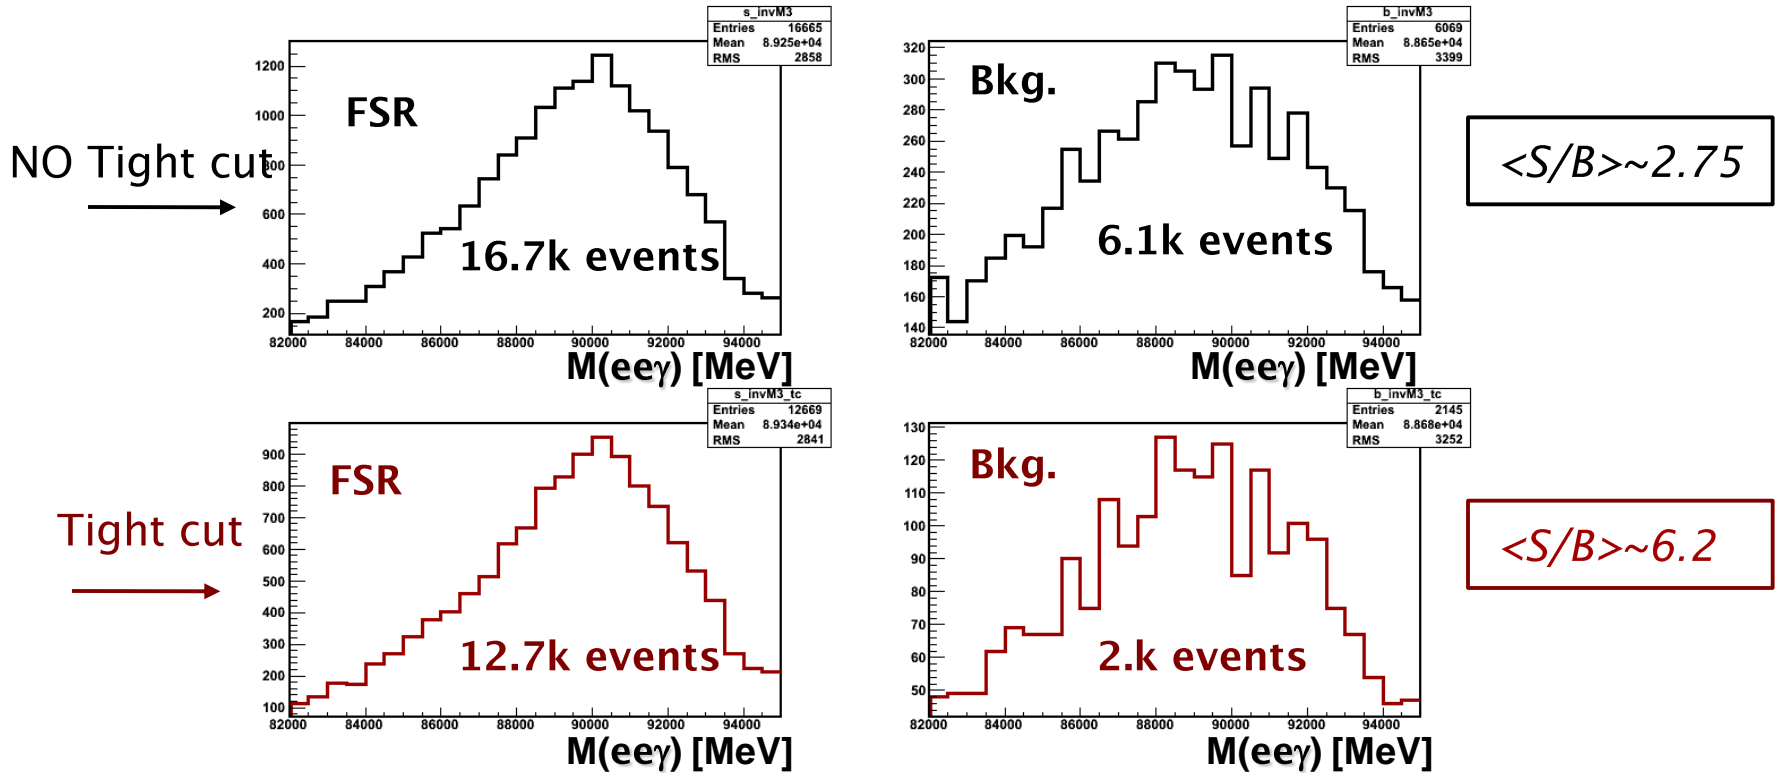 NO Tight cut
s_invM3
Entries 16665
Mean 8.925e+04
RMS 2858
FSR
16.7k events
1200
1000
800
600
400
200
82000 84000 86000 88000 90000 92000 94000
M(eeγ) [MeV]
b_invM3
Entries 6069
Mean 8.865e+04
RMS 3399
Bkg.
6.1k events
320
300
280
260
240
220
200
180
160
140
82000 84000 86000 88000 90000 92000 94000
M(eeγ) [MeV]
<S/B>~2.75
Tight cut
s_invM3_tc
Entries 12669
Mean 8.934e+04
RMS 2841
FSR
12.7k events
900
800
700
600
500
400
300
200
100
82000 84000 86000 88000 90000 92000 94000
M(eeγ) [MeV]
b_invM3_tc
Entries 2145
Mean 8.868e+04
RMS 3252
Bkg.
2.k events
130
120
110
100
90
80
70
60
50
82000 84000 86000 88000 90000 92000 94000
M(eeγ) [MeV]
<S/B>~6.2